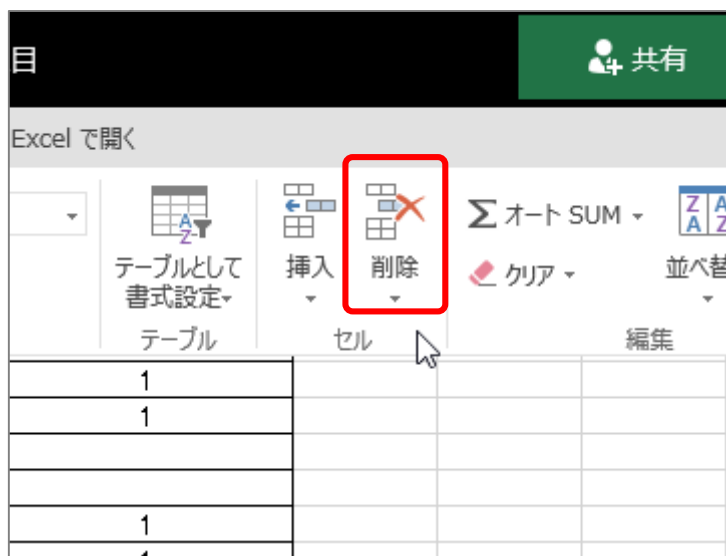 目
共有
Excel で開く
テーブルとして
書式設定
挿入
削除
Σ オート SUM
クリア
並べ替
テーブル
セル
編集
1
1
1